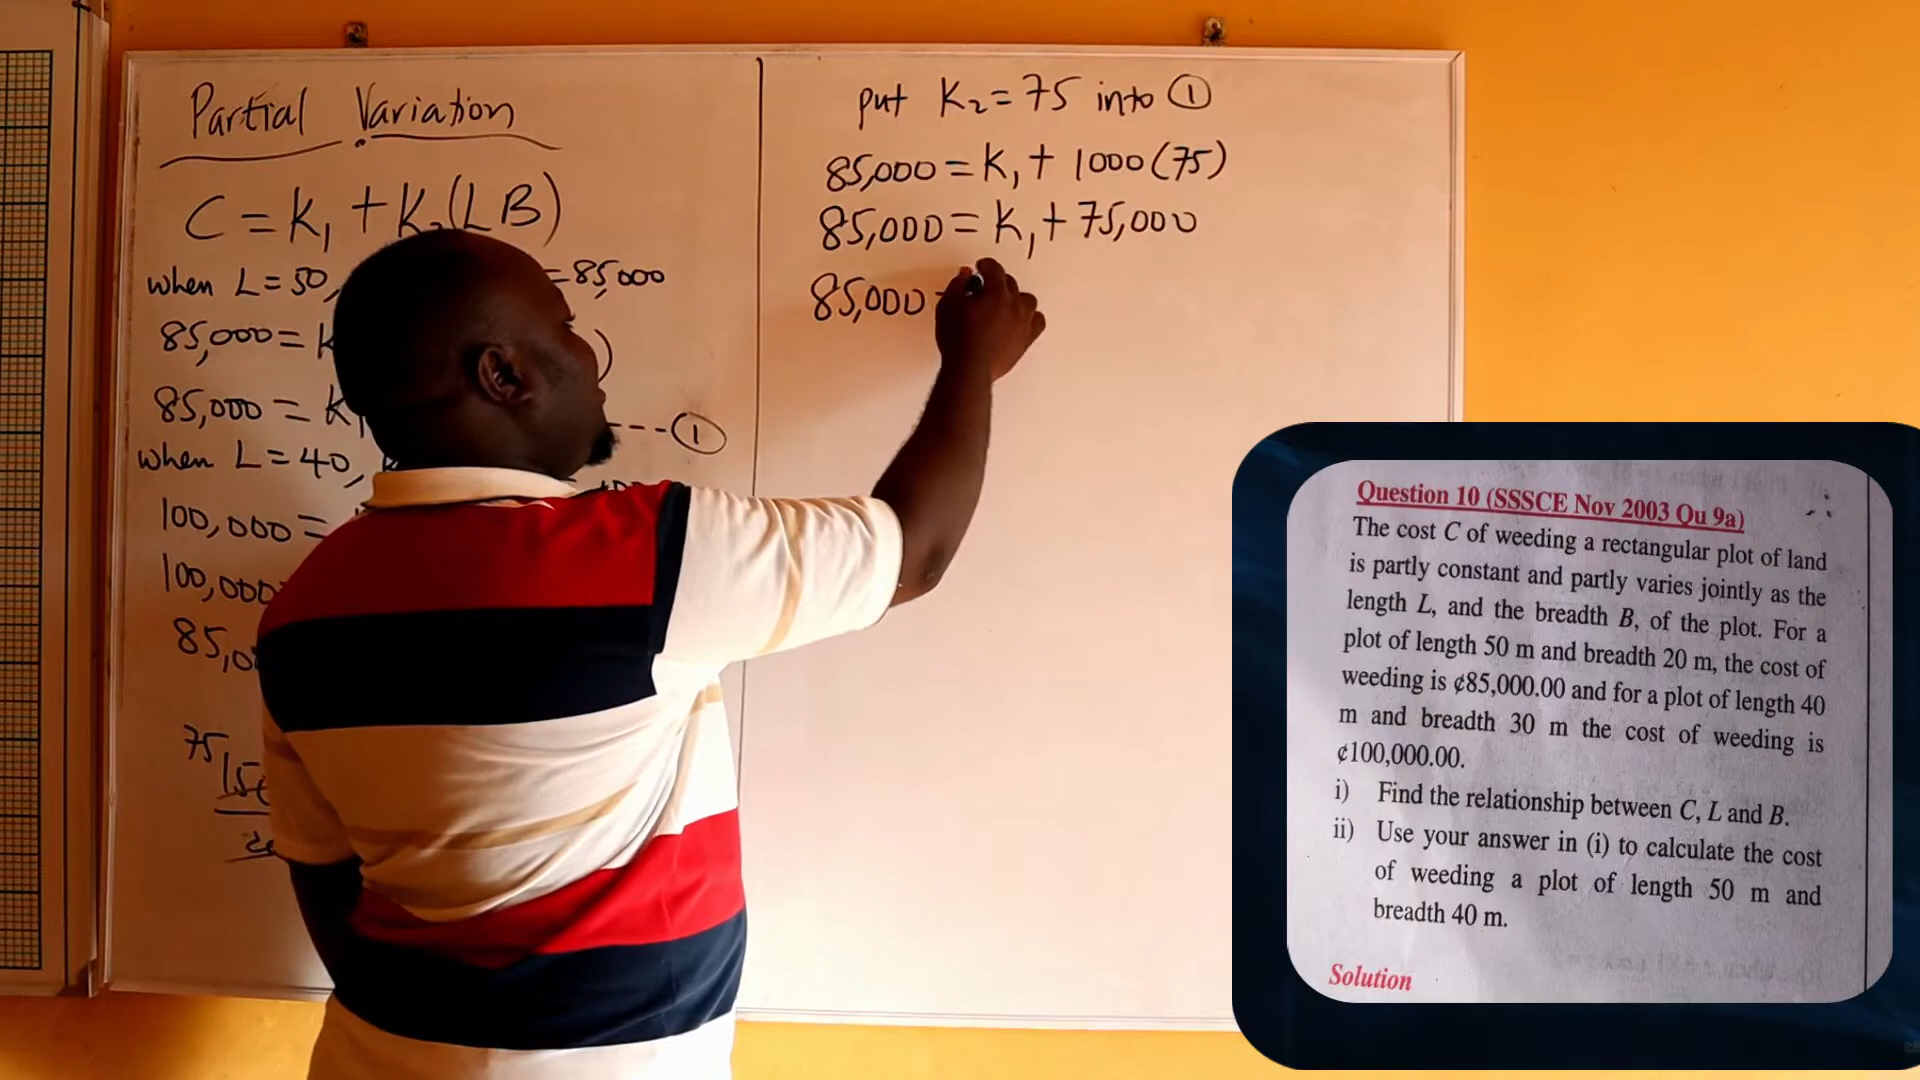 Partial Variation
C = K₁ + K₂(LB)
when L = 50, = 85,000
85,000 = K
85,000 = K₁ ---①
when L = 40,
100,000 =
100,000
85,0
75
put K₂ = 75 into ①
85,000 = K₁ + 1000(75)
85,000 = K₁ + 75,000
85,000
Question 10 (SSSCE Nov 2003 Qu 9a)
The cost C of weeding a rectangular plot of land
is partly constant and partly varies jointly as the
length L, and the breadth B, of the plot. For a
plot of length 50 m and breadth 20 m, the cost of
weeding is ¢85,000.00 and for a plot of length 40
m and breadth 30 m the cost of weeding is
¢100,000.00.
i) Find the relationship between C, L and B.
ii) Use your answer in (i) to calculate the cost
of weeding a plot of length 50 m and
breadth 40 m.
Solution